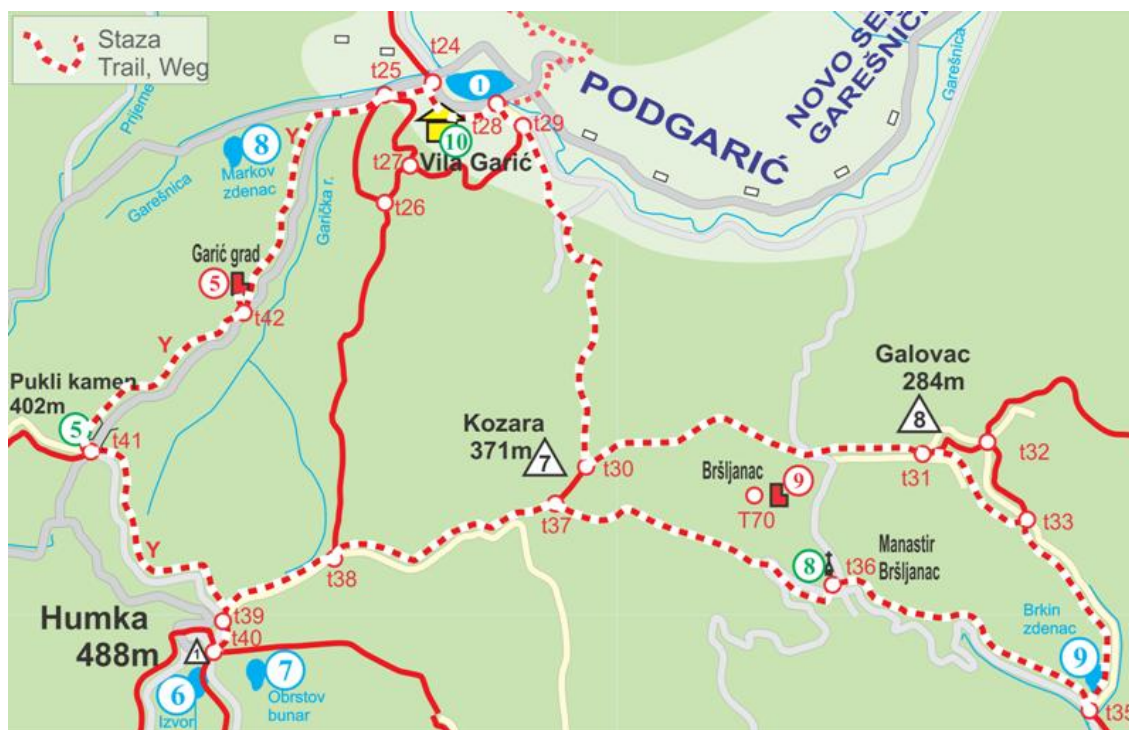 Staza
Trail, Weg
t24
t25
1
t28
t29
10
Vila Garić
t27
t26
PODGARIĆ
NOVO SE
GAREŠNIČ
Garešnica
Prijeme
8
Markov
zdenac
Garešnica
Garička r.
Y
Garić grad
5
t42
Y
Pukli kamen
402m
5
t41
Y
Kozara
371m
7
t30
t37
t38
Galovac
284m
8
t31
t32
t33
Bršljanac
9
T70
Manastir
Bršljanac
8
t36
Brkin
zdenac
9
t35
t39
t40
Humka
488m
1
6
Izvor
7
Obrstov
bunar